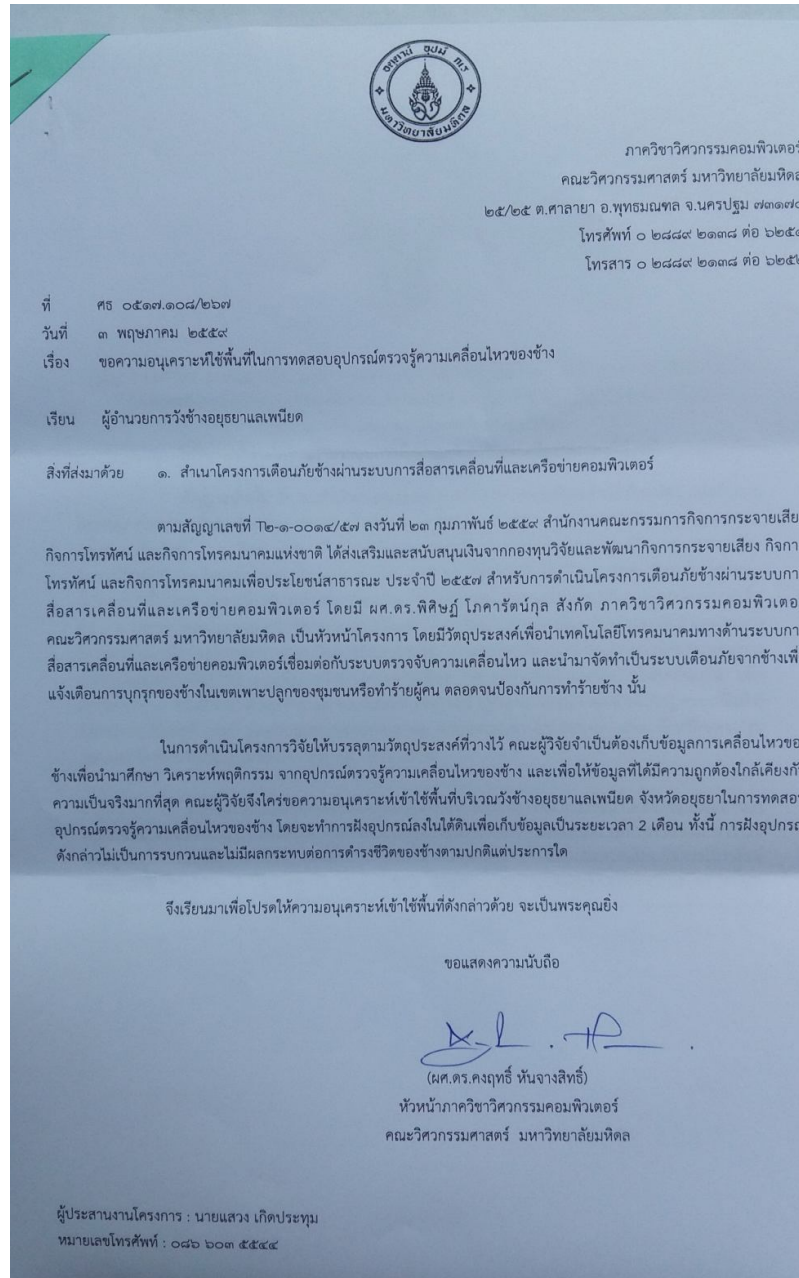 อตฺตานํ อุปมํ กเร
มหาวิทยาลัยมหิดล
ภาควิชาวิศวกรรมคอมพิวเตอร์
คณะวิศวกรรมศาสตร์ มหาวิทยาลัยมหิดล
๒๕/๒๕ ต.ศาลายา อ.พุทธมณฑล จ.นครปฐม ๗๓๑๗๐
โทรศัพท์ ๐ ๒๘๘๙ ๒๑๓๘ ต่อ
โทรสาร ๐ ๒๘๘๙ ๒๑๓๘ ต่อ
ที่ ศธ ๐๕๑๗.๑๐๘/๒๖๗
วันที่ ๓ พฤษภาคม ๒๕๕๙
เรื่อง ขอความอนุเคราะห์ใช้พื้นที่ในการทดสอบอุปกรณ์ตรวจรู้ความเคลื่อนไหวของช้าง
เรียน ผู้อำนวยการวังช้างอยุธยาแลเพนียด
สิ่งที่ส่งมาด้วย ๑. สำเนาโครงการเตือนภัยช้างผ่านระบบการสื่อสารเคลื่อนที่และเครือข่ายคอมพิวเตอร์
ตามสัญญาเลขที่ T๒-๑-๐๐๑๔/๕๗ ลงวันที่ ๒๓ กุมภาพันธ์ ๒๕๕๙ สำนักงานคณะกรรมการกิจการกระจายเสีย
กิจการโทรทัศน์ และกิจการโทรคมนาคมแห่งชาติ ได้ส่งเสริมและสนับสนุนเงินจากกองทุนวิจัยและพัฒนากิจการกระจายเสียง กิจกา
โทรทัศน์ และกิจการโทรคมนาคมเพื่อประโยชน์สาธารณะ ประจำปี ๒๕๕๗ สำหรับการดำเนินโครงการเตือนภัยช้างผ่านระบบกา
สื่อสารเคลื่อนที่และเครือข่ายคอมพิวเตอร์ โดยมี ผศ.ดร.พิศิษฏ์ โภคารัตน์กุล สังกัด ภาควิชาวิศวกรรมคอมพิวเตอ
คณะวิศวกรรมศาสตร์ มหาวิทยาลัยมหิดล เป็นหัวหน้าโครงการ โดยมีวัตถุประสงค์เพื่อนำเทคโนโลยีโทรคมนาคมทางด้านระบบกา
สื่อสารเคลื่อนที่และเครือข่ายคอมพิวเตอร์เชื่อมต่อกับระบบตรวจจับความเคลื่อนไหว และนำมาจัดทำเป็นระบบเตือนภัยจากช้างเพื่
แจ้งเตือนการบุกรุกของช้างในเขตเพาะปลูกของชุมชนหรือทำร้ายผู้คน ตลอดจนป้องกันการทำร้ายช้าง นั้น
ในการดำเนินโครงการวิจัยให้บรรลุตามวัตถุประสงค์ที่วางไว้ คณะผู้วิจัยจำเป็นต้องเก็บข้อมูลการเคลื่อนไหวขอ
ช้างเพื่อนำมาศึกษา วิเคราะห์พฤติกรรม จากอุปกรณ์ตรวจรู้ความเคลื่อนไหวของช้าง และเพื่อให้ข้อมูลที่ได้มีความถูกต้องใกล้เคียงกั
ความเป็นจริงมากที่สุด คณะผู้วิจัยจึงใคร่ขอความอนุเคราะห์เข้าใช้พื้นที่บริเวณวังช้างอยุธยาแลเพนียด จังหวัดอยุธยาในการทดสอ
อุปกรณ์ตรวจรู้ความเคลื่อนไหวของช้าง โดยจะทำการฝังอุปกรณ์ลงในใต้ดินเพื่อเก็บข้อมูลเป็นระยะเวลา 2 เดือน ทั้งนี้ การฝังอุปกรณ
ดังกล่าวไม่เป็นการรบกวนและไม่มีผลกระทบต่อการดำรงชีวิตของช้างตามปกติแต่ประการใด
จึงเรียนมาเพื่อโปรดให้ความอนุเคราะห์เข้าใช้พื้นที่ดังกล่าวด้วย จะเป็นพระคุณยิ่ง
ขอแสดงความนับถือ
(ผศ.ดร.คงฤทธิ์ หันจางสิทธิ์)
หัวหน้าภาควิชาวิศวกรรมคอมพิวเตอร์
คณะวิศวกรรมศาสตร์ มหาวิทยาลัยมหิดล
ผู้ประสานงานโครงการ : นายแสวง เกิดประทุม
หมายเลขโทรศัพท์ : ๐๘๖ ๖๐๓ ๕๕๔๔